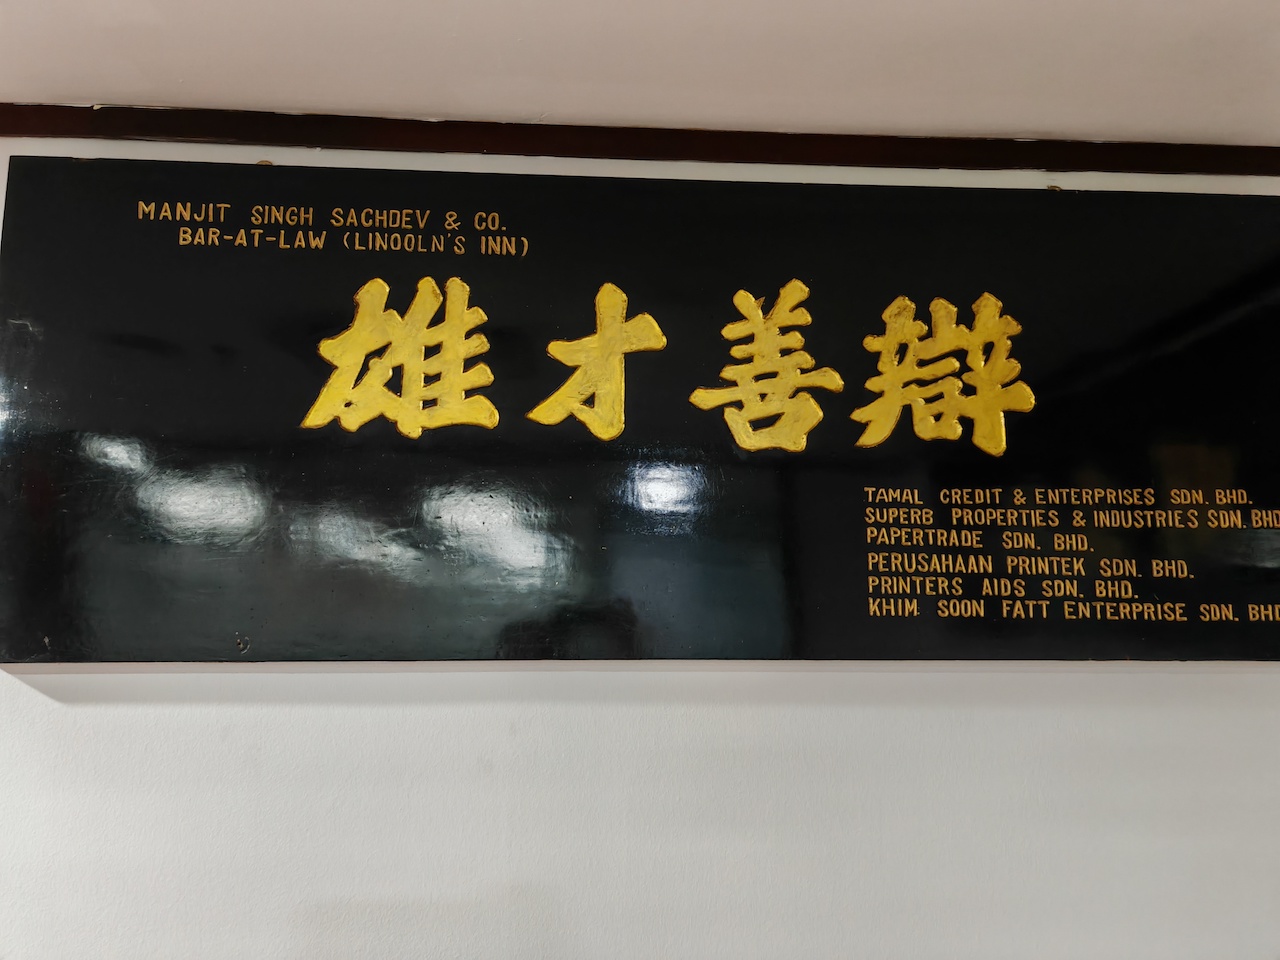 MANJIT SINGH SACHDEV & CO.
BAR-AT-LAW (LINOOLN'S INN)
雄才善辯
TAMAL CREDIT & ENTERPRISES SDN. BHD.
SUPERB PROPERTIES & INDUSTRIES SDN. BHD
PAPERTRADE SDN. BHD.
PERUSAHAAN PRINTEK SDN. BHD.
PRINTERS AIDS SDN. BHD.
KHIM SOON FATT ENTERPRISE SDN. BHD